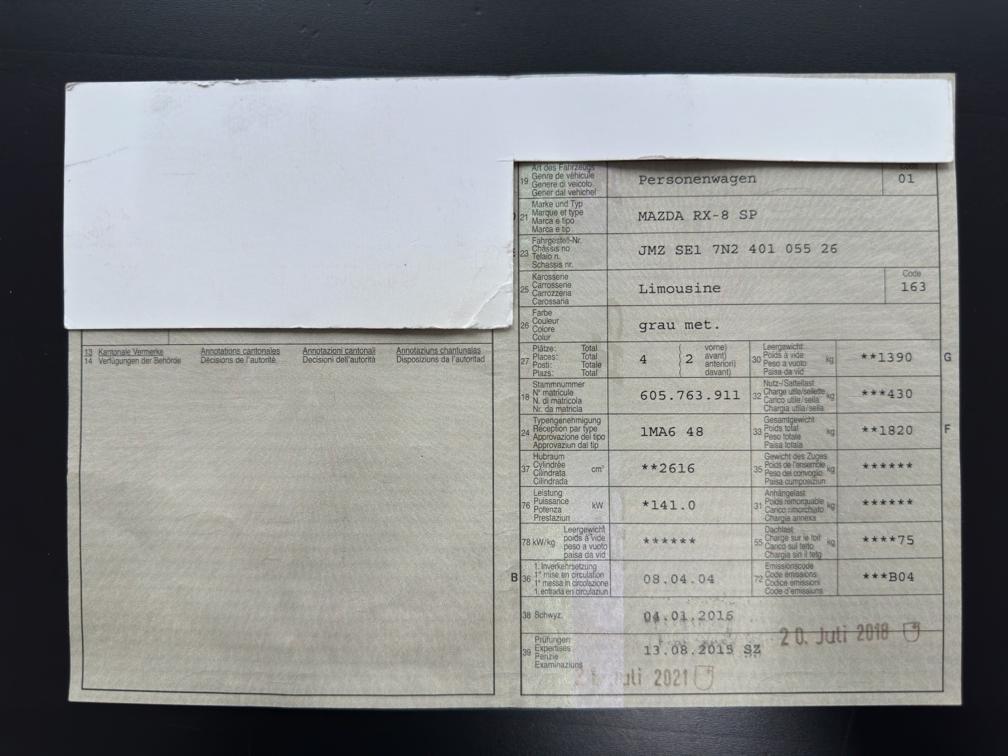 13 Kantonale Vermerke Annotations cantonales Annotazioni cantonali Annotaziuns chantunalas
14 Verfügungen der Behörde Décisions de l'autorité Decisioni dell'autorità Disposiziuns da l'autoritad
Art des Fahrzeugs
19 Genre de véhicule
Genere di veicolo
Gener dal vehichel
Personenwagen
01
21 Marke und Typ
Marque et type
Marca e tipo
Marca e tip
MAZDA RX-8 SP
23 Fahrgestell-Nr.
Châssis no
Telaio n.
Schassis nr.
JMZ SE1 7N2 401 055 26
25 Karosserie
Carrosserie
Carrozzeria
Carossaria
Limousine
Code
163
26 Farbe
Couleur
Colore
Colur
grau met.
27 Plätze: Total
Places: Total
Posti: Totale
Plazs: Total
4 ( 2 vorne)
avant)
anteriori)
davant)
30 Leergewicht
Poids à vide
Peso a vuoto
Paisa da vid
kg
**1390
G
18 Stammnummer
N° matricule
N. di matricola
Nr. da matricla
605.763.911
32 Nutz-/Sattellast
Charge utile/sellette
Carico utile/sella
Chargia utila/sella
kg
***430
24 Typengenehmigung
Réception par type
Approvazione del tipo
Approvaziun dal tip
1MA6 48
33 Gesamtgewicht
Poids total
Peso totale
Paisa totala
kg
**1820
F
37 Hubraum
Cylindrée
Cilindrata
Cilindrada
cm³
**2616
35 Gewicht des Zuges
Poids de l'ensemble
Peso del convoglio
Paisa cumposiziun
kg
******
76 Leistung
Puissance
Potenza
Prestaziun
kW
*141.0
31 Anhängelast
Poids remorquable
Carico rimorchiato
Chargia annexa
kg
******
78 kW/kg
Leergewicht
poids à vide
peso a vuoto
paisa da vid
******
55 Dachlast
Charge sur le toit
Carico sul tetto
Chargia sin il tetg
kg
****75
B 36 1. Inverkehrsetzung
1re mise en circulation
1a messa in circolazione
1. entrada en circulaziun
08.04.04
72 Emissionscode
Code émissions
Codice emissioni
Code d'emissiuns
***B04
38 Schwyz.
04.01.2016
39 Prüfungen
Expertises
Perizie
Examinaziuns
13.08.2015 SZ
20. Juli 2018
Juli 2021